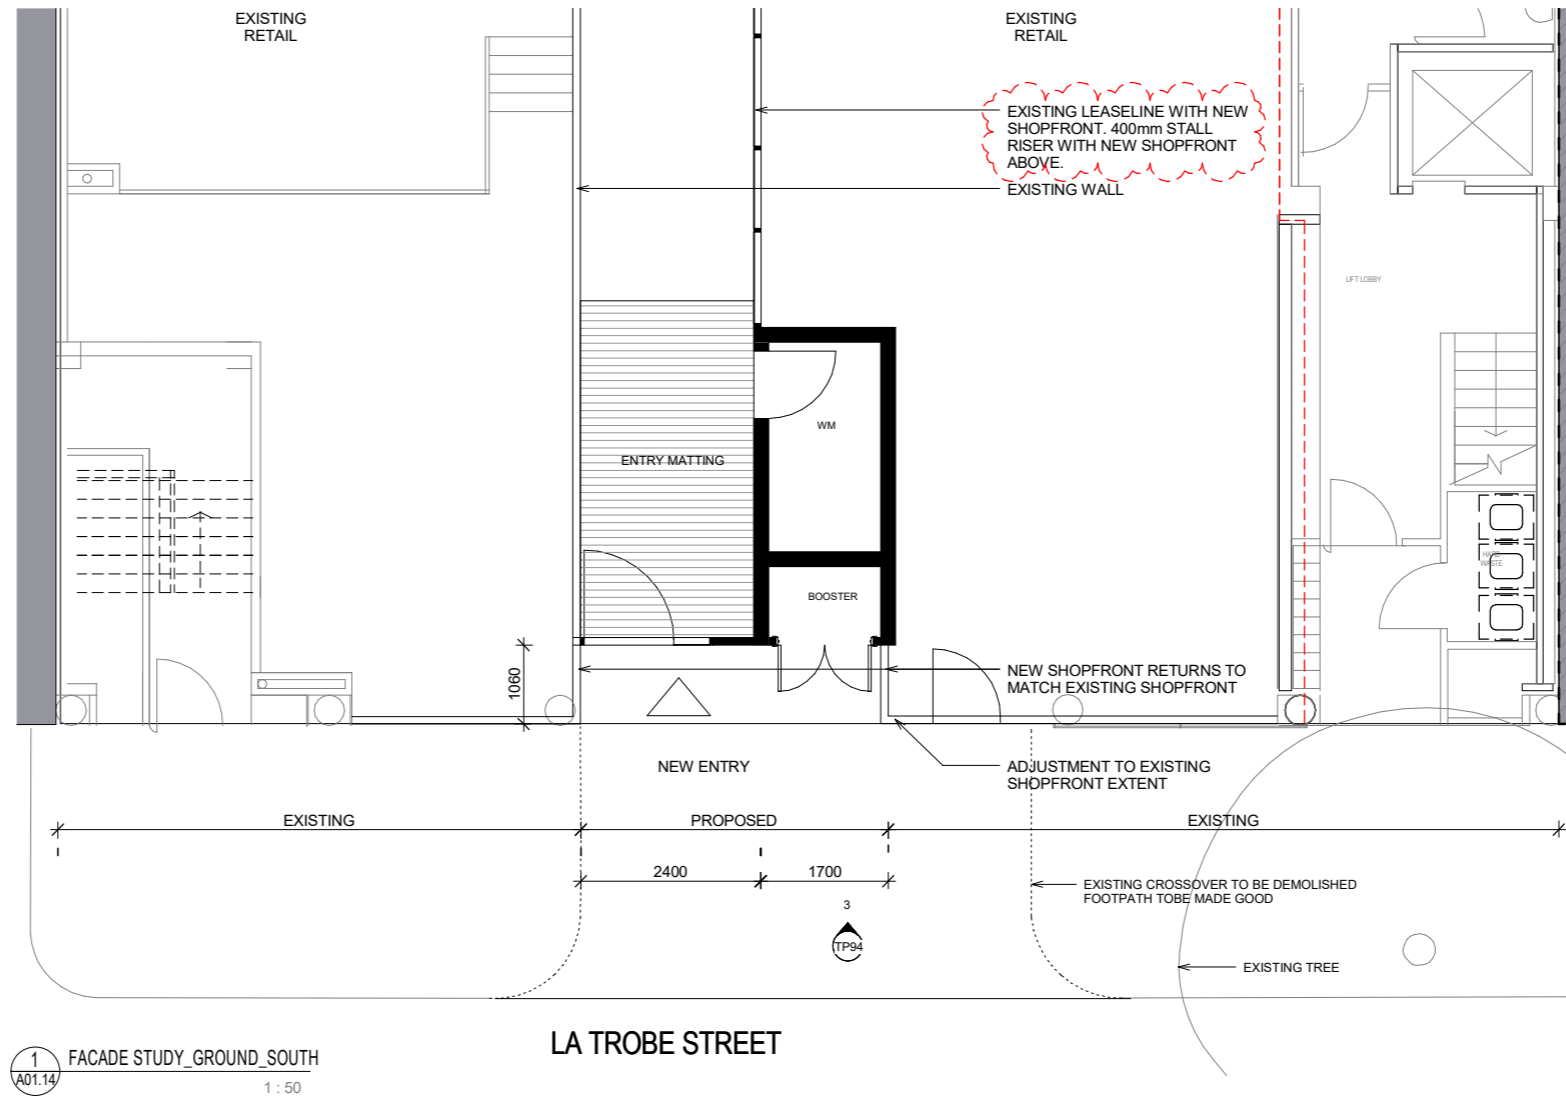 EXISTING
RETAIL
EXISTING
RETAIL
EXISTING LEASELINE WITH NEW
SHOPFRONT. 400mm STALL
RISER WITH NEW SHOPFRONT
ABOVE.
EXISTING WALL
LIFT LOBBY
WM
ENTRY MATTING
HARD
WASTE
BOOSTER
1060
NEW SHOPFRONT RETURNS TO
MATCH EXISTING SHOPFRONT
NEW ENTRY
ADJUSTMENT TO EXISTING
SHOPFRONT EXTENT
EXISTING
PROPOSED
EXISTING
2400
1700
EXISTING CROSSOVER TO BE DEMOLISHED
FOOTPATH TOBE MADE GOOD
3
TP94
EXISTING TREE
LA TROBE STREET
1
A01.14
FACADE STUDY_GROUND_SOUTH
1 : 50